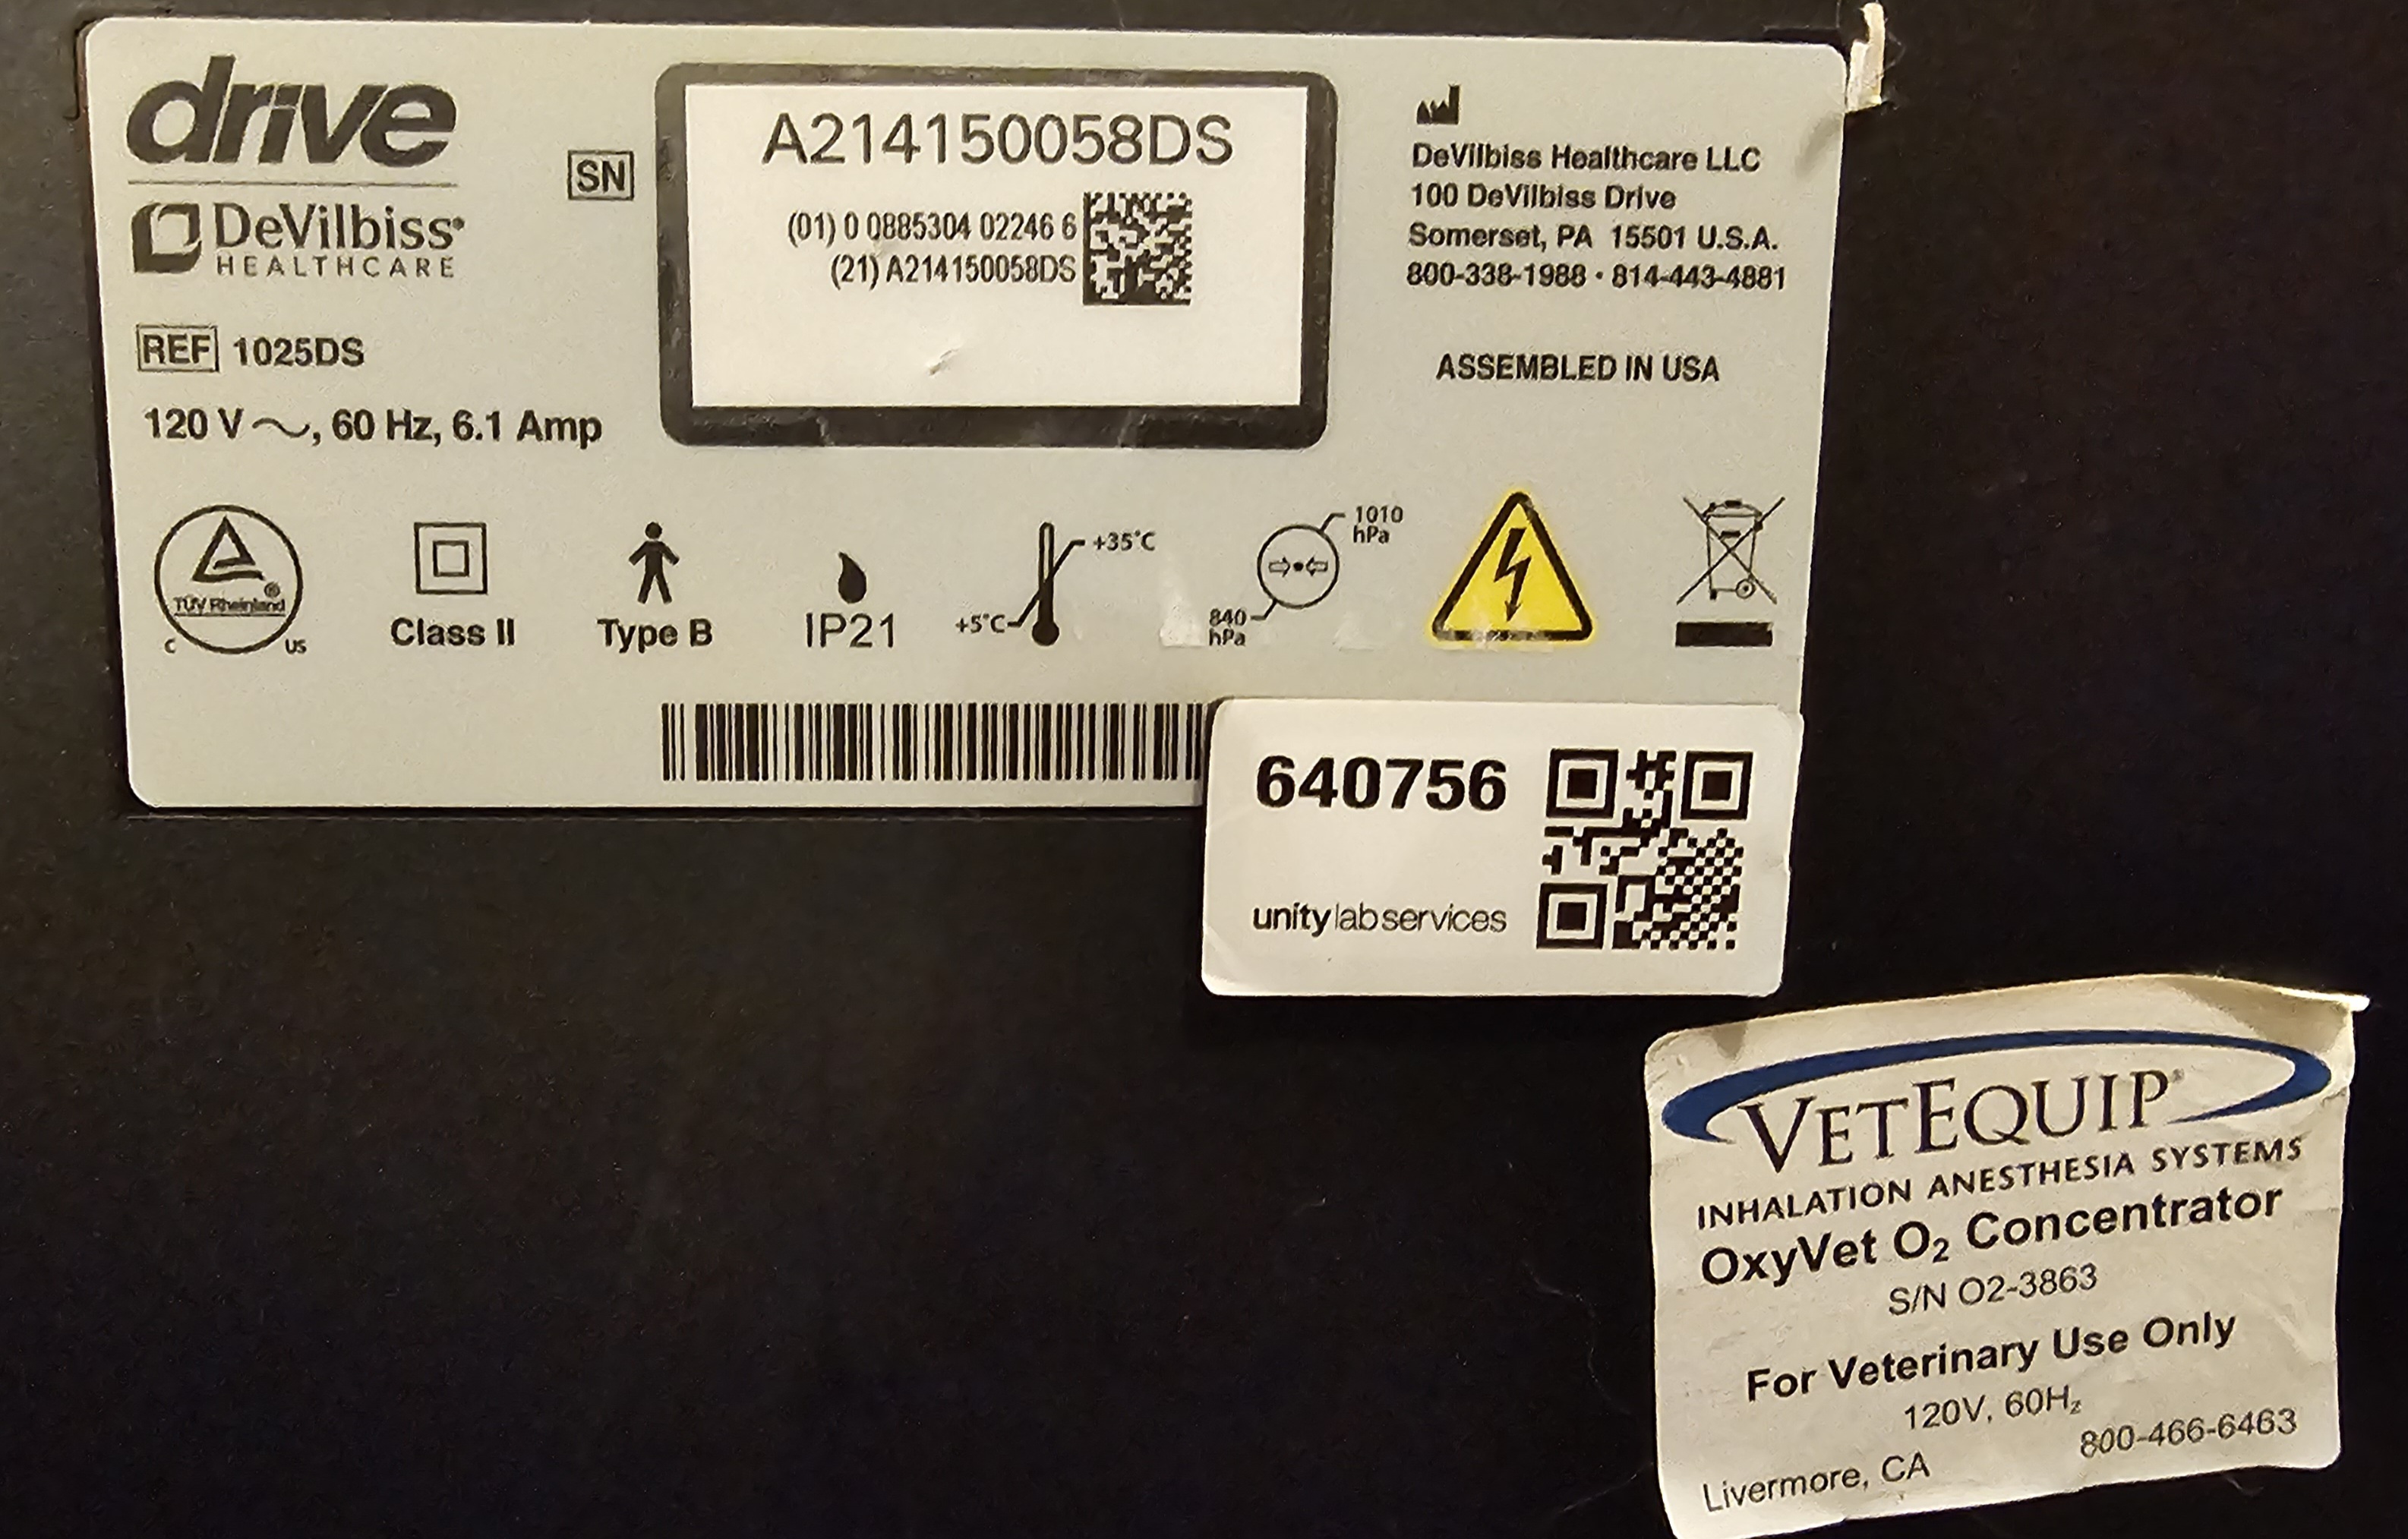 drive
DeVilbiss®
HEALTHCARE
REF 1025DS
120 V ~, 60 Hz, 6.1 Amp
SN
A214150058DS
(01) 0 0885304 02246 6
(21) A214150058DS
DeVilbiss Healthcare LLC
100 DeVilbiss Drive
Somerset, PA 15501 U.S.A.
800-338-1988 • 814-443-4881
ASSEMBLED IN USA
TÜV Rheinland ®
C US
Class II
Type B
IP21
+35°C
+5°C
1010
hPa
840
hPa
640756
unitylabservices
VETEQUIP®
INHALATION ANESTHESIA SYSTEMS
OxyVet O₂ Concentrator
S/N O2-3863
For Veterinary Use Only
120V, 60Hz
800-466-6463
Livermore, CA